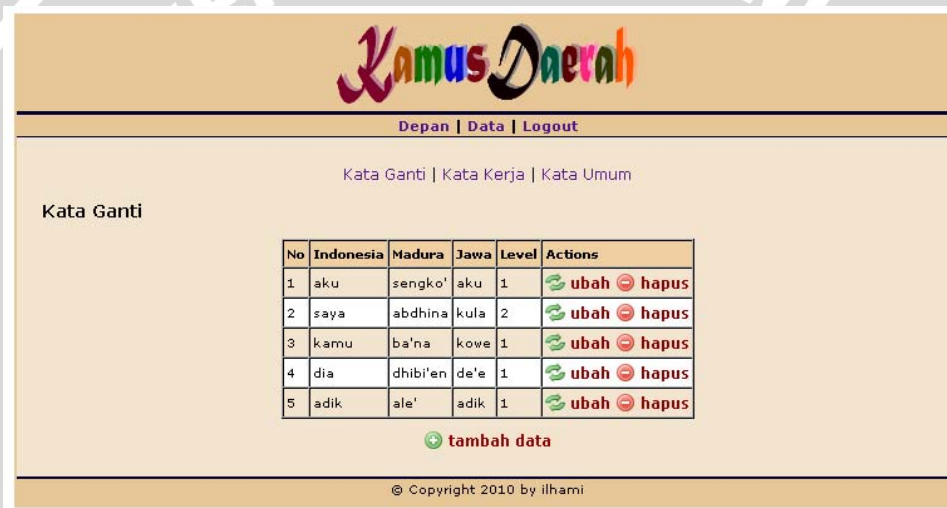 Kamus Daerah
Depan | Data | Logout
Kata Ganti | Kata Kerja | Kata Umum
Kata Ganti
No Indonesia Madura Jawa Level Actions
1 aku sengko' aku 1 ubah hapus
2 saya abdhina kula 2 ubah hapus
3 kamu ba'na kowe 1 ubah hapus
4 dia dhibi'en de'e 1 ubah hapus
5 adik ale' adik 1 ubah hapus
tambah data
© Copyright 2010 by ilhami